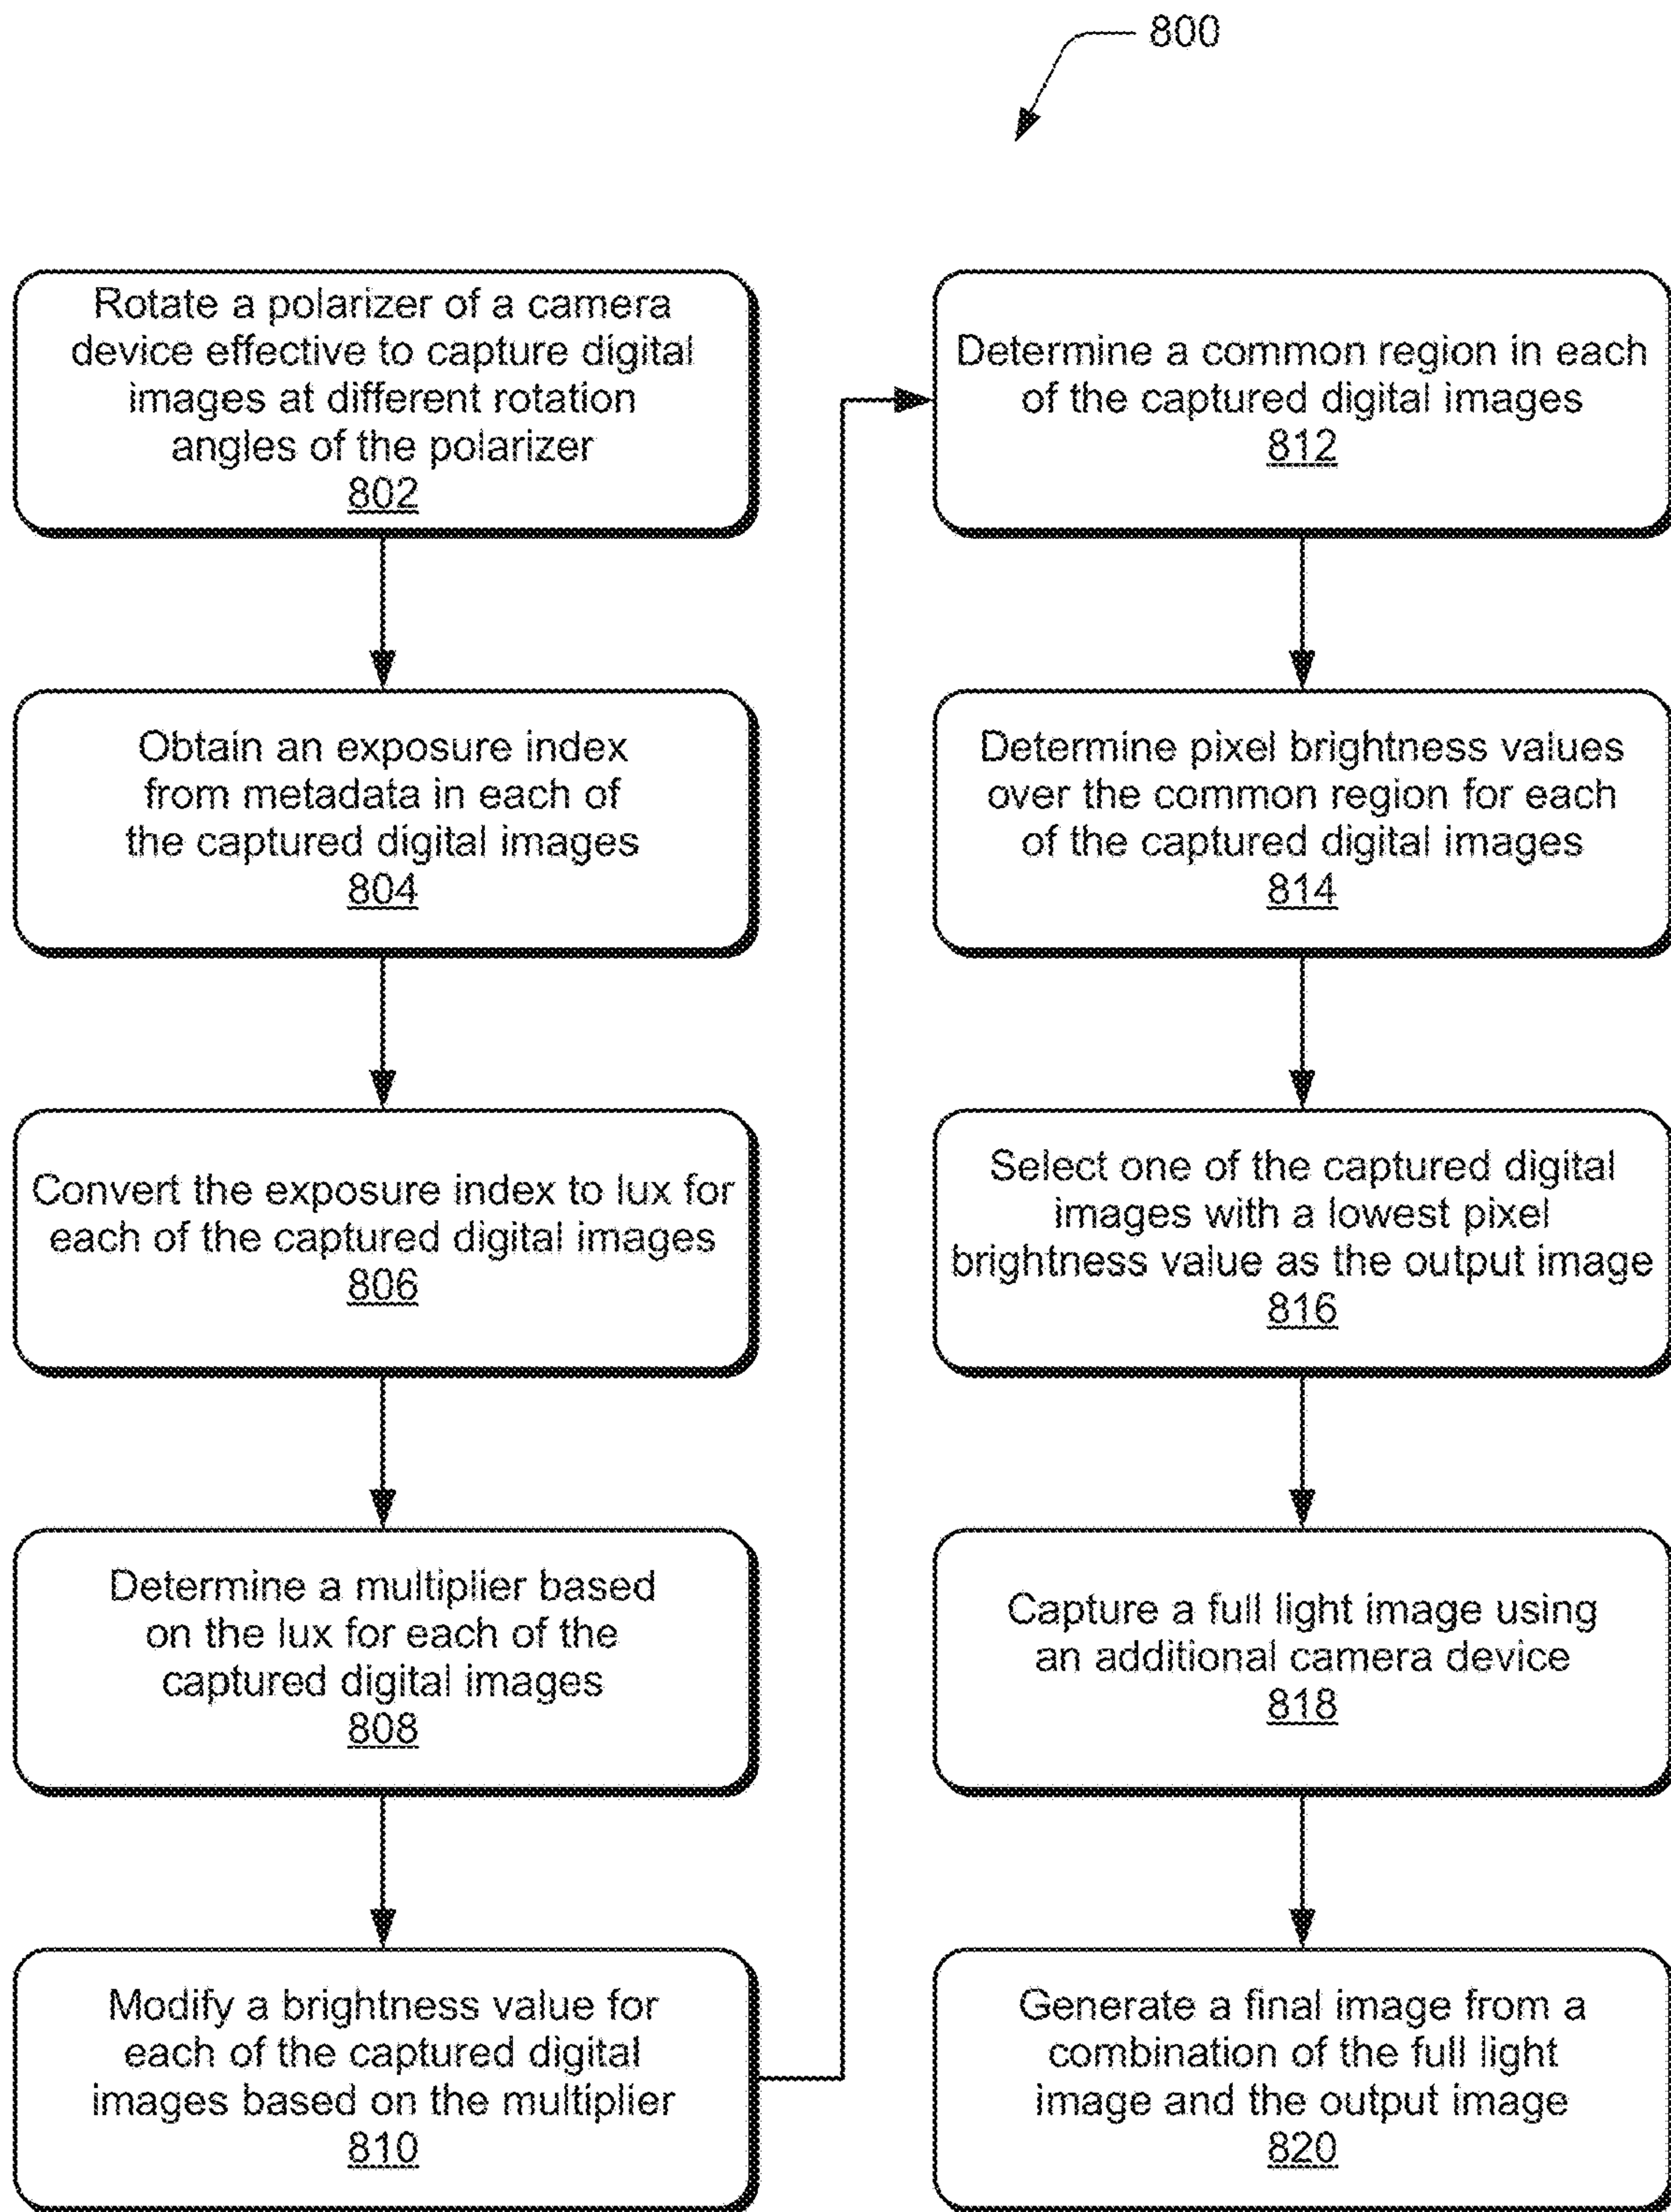 800
Rotate a polarizer of a camera
device effective to capture digital
images at different rotation
angles of the polarizer
802
Obtain an exposure index
from metadata in each of
the captured digital images
804
Convert the exposure index to lux for
each of the captured digital images
806
Determine a multiplier based
on the lux for each of the
captured digital images
808
Modify a brightness value for
each of the captured digital
images based on the multiplier
810
Determine a common region in each
of the captured digital images
812
Determine pixel brightness values
over the common region for each
of the captured digital images
814
Select one of the captured digital
images with a lowest pixel
brightness value as the output image
816
Capture a full light image using
an additional camera device
818
Generate a final image from a
combination of the full light
image and the output image
820